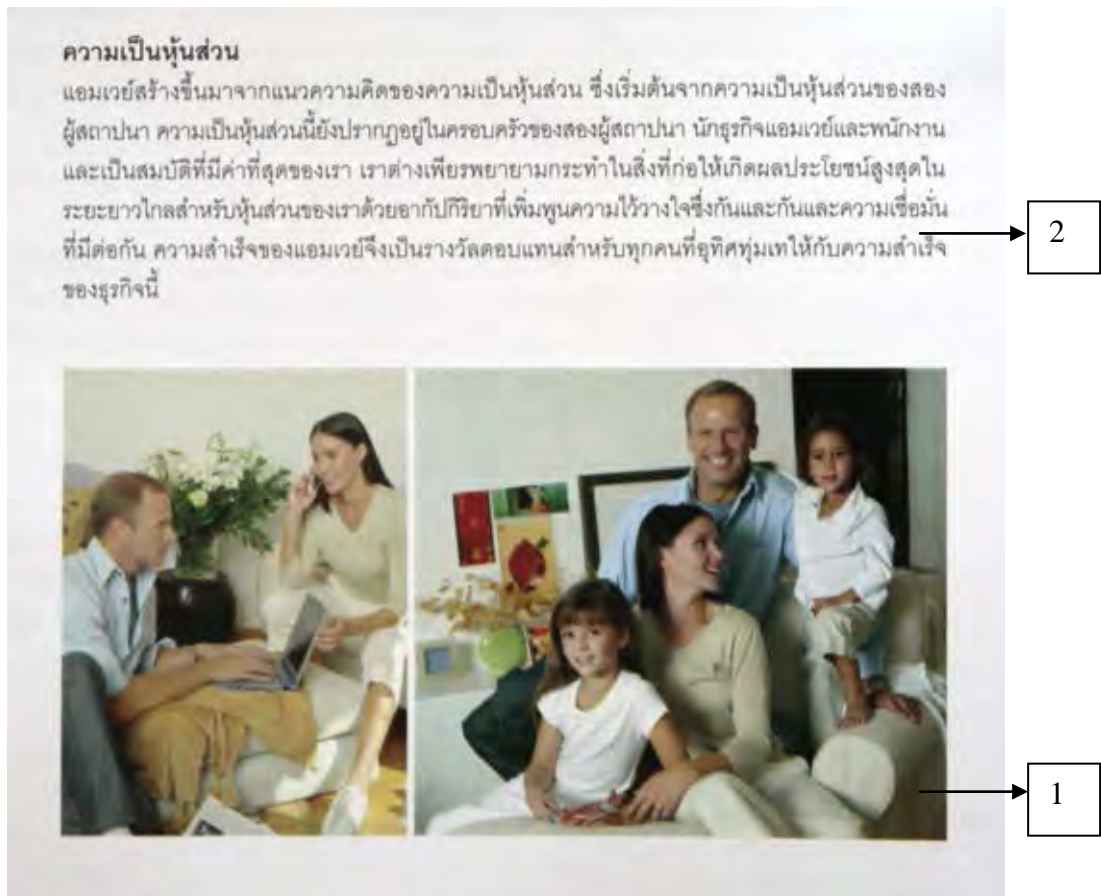 ความเป็นหุ้นส่วน
แอมเวย์สร้างขึ้นมาจากแนวความคิดของความเป็นหุ้นส่วน ซึ่งเริ่มต้นจากความเป็นหุ้นส่วนของสอง
ผู้สถาปนา ความเป็นหุ้นส่วนนี้ยังปรากฏอยู่ในครอบครัวของสองผู้สถาปนา นักธุรกิจแอมเวย์และพนักงาน
และเป็นสมบัติที่มีค่าที่สุดของเรา เราต่างเพียรพยายามกระทำในสิ่งที่ก่อให้เกิดผลประโยชน์สูงสุดใน
ระยะยาวไกลสำหรับหุ้นส่วนของเราด้วยอากัปกิริยาที่เพิ่มพูนความไว้วางใจซึ่งกันและกันและความเชื่อมั่น
ที่มีต่อกัน ความสำเร็จของแอมเวย์จึงเป็นรางวัลตอบแทนสำหรับทุกคนที่อุทิศทุ่มเทให้กับความสำเร็จ
ของธุรกิจนี้
2
1